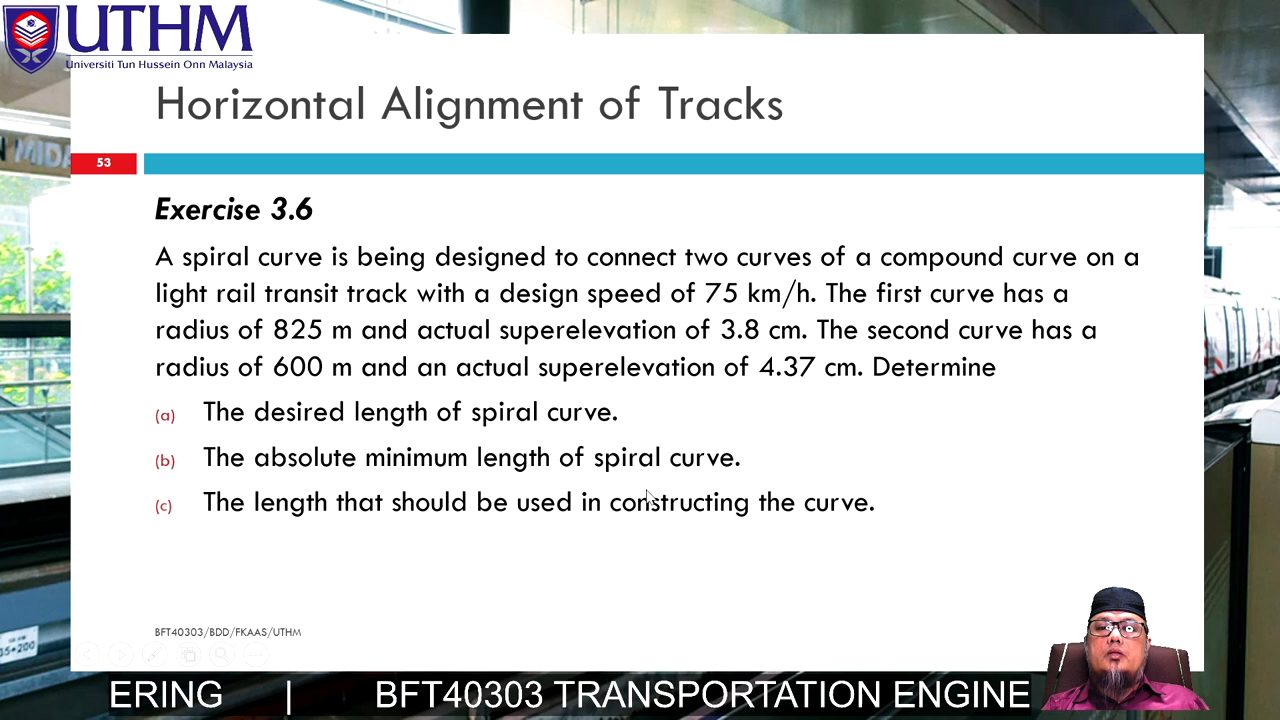 UTHM
Universiti Tun Hussein Onn Malaysia
Horizontal Alignment of Tracks
53
Exercise 3.6
A spiral curve is being designed to connect two curves of a compound curve on a
light rail transit track with a design speed of 75 km/h. The first curve has a
radius of 825 m and actual superelevation of 3.8 cm. The second curve has a
radius of 600 m and an actual superelevation of 4.37 cm. Determine
(a) The desired length of spiral curve.
(b) The absolute minimum length of spiral curve.
(c) The length that should be used in constructing the curve.
BFT40303/BDD/FKAAS/UTHM
ERING | BFT40303 TRANSPORTATION ENGINE